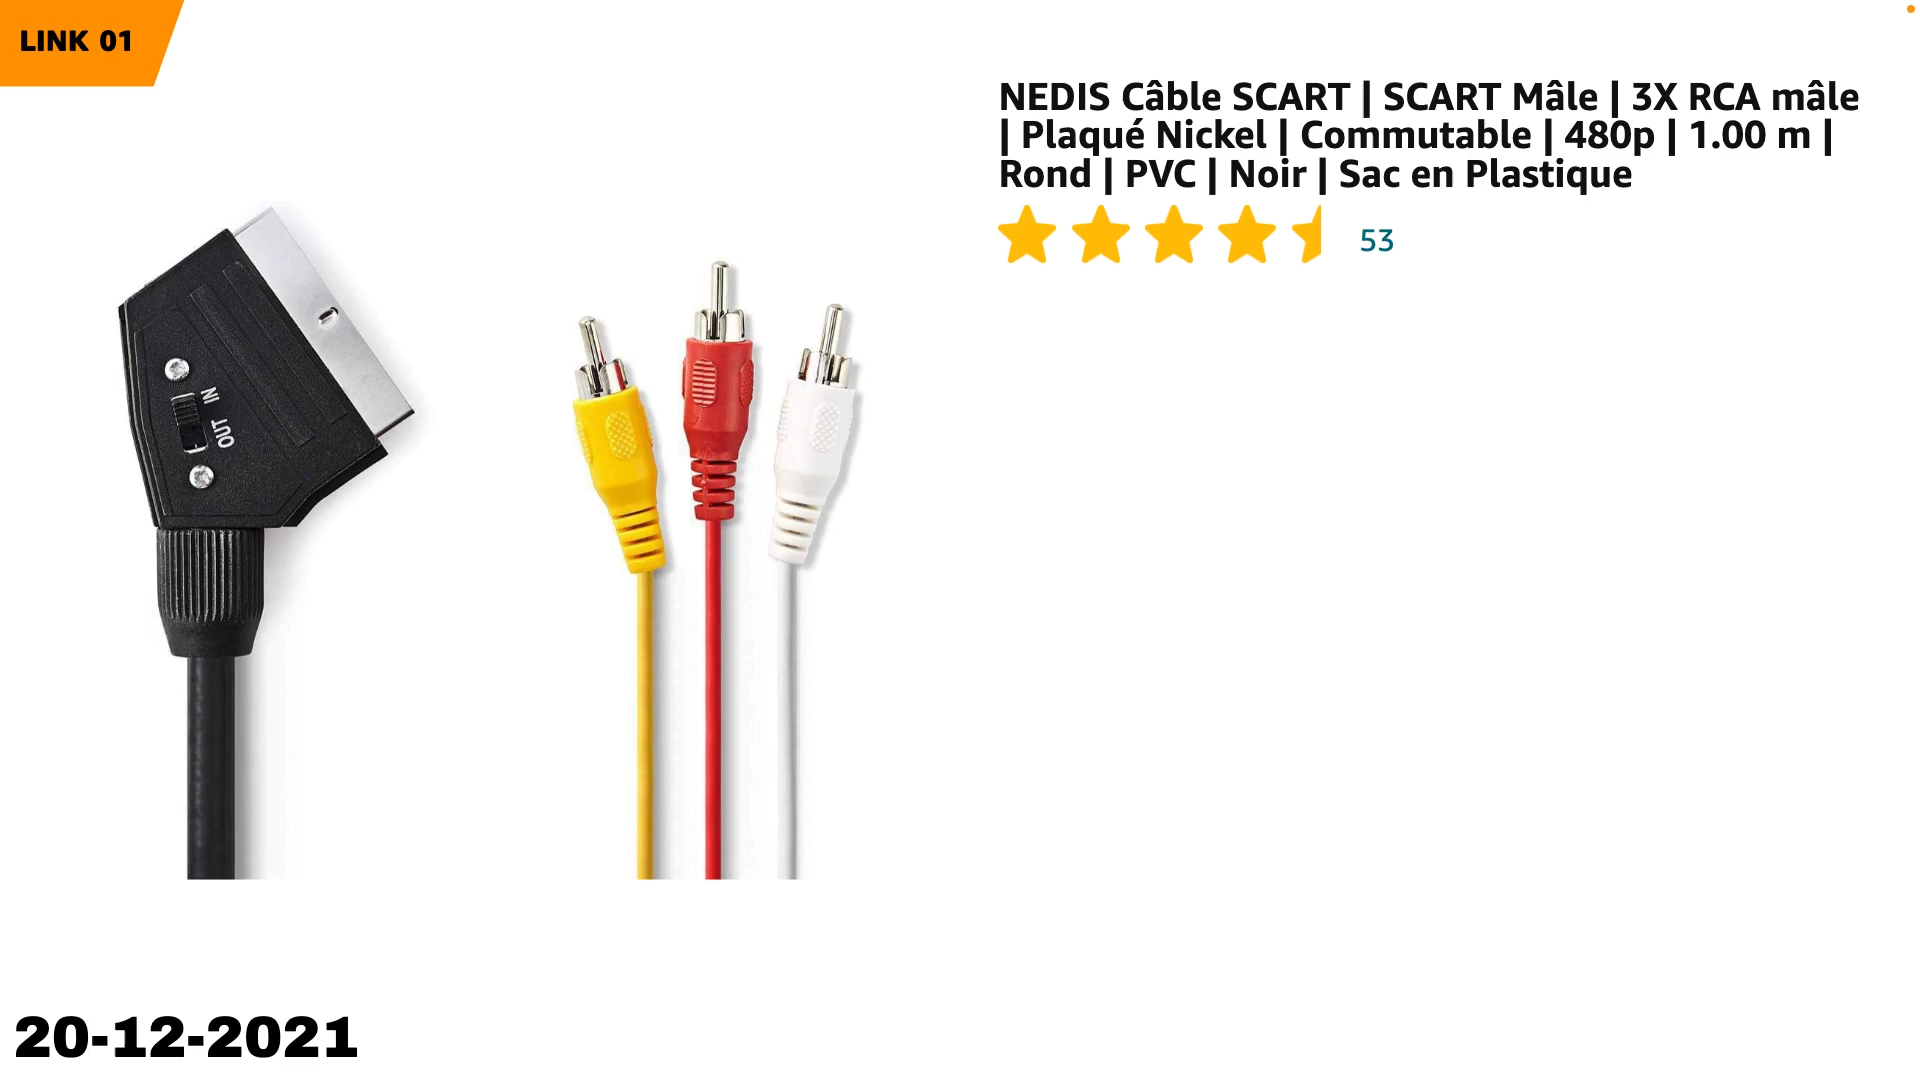 LINK 01
NEDIS Câble SCART | SCART Mâle | 3X RCA mâle
| Plaqué Nickel | Commutable | 480p | 1.00 m |
Rond | PVC | Noir | Sac en Plastique
53
OUT IN
20-12-2021